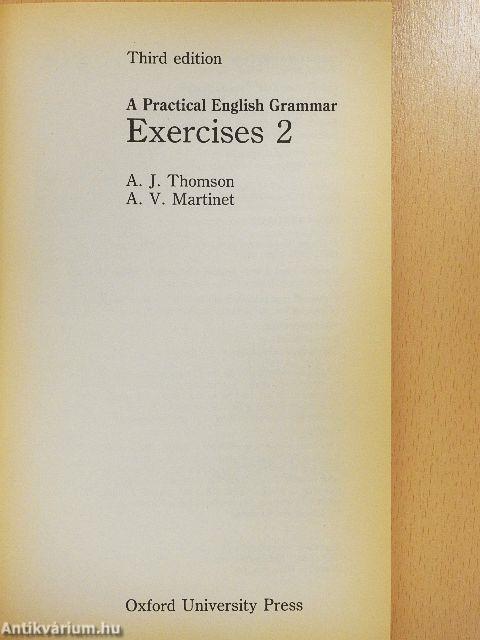 Third edition
A Practical English Grammar
Exercises 2
A. J. Thomson
A. V. Martinet
Oxford University Press
Antikvárium.hu